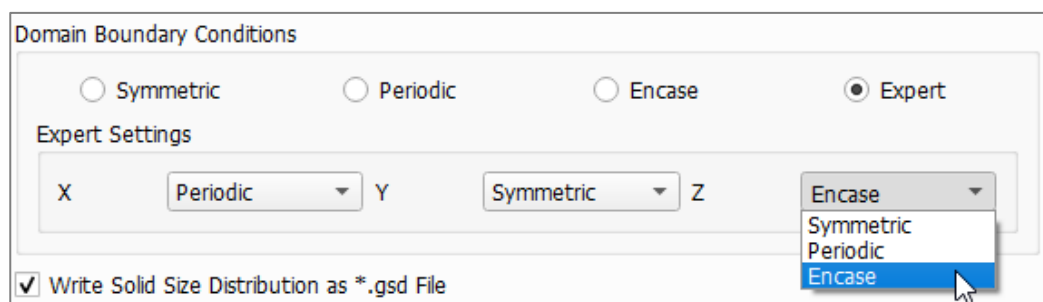 Domain Boundary Conditions
Symmetric Periodic Encase Expert
Expert Settings
X Periodic Y Symmetric Z Encase
Symmetric
Periodic
Encase
Write Solid Size Distribution as *.gsd File